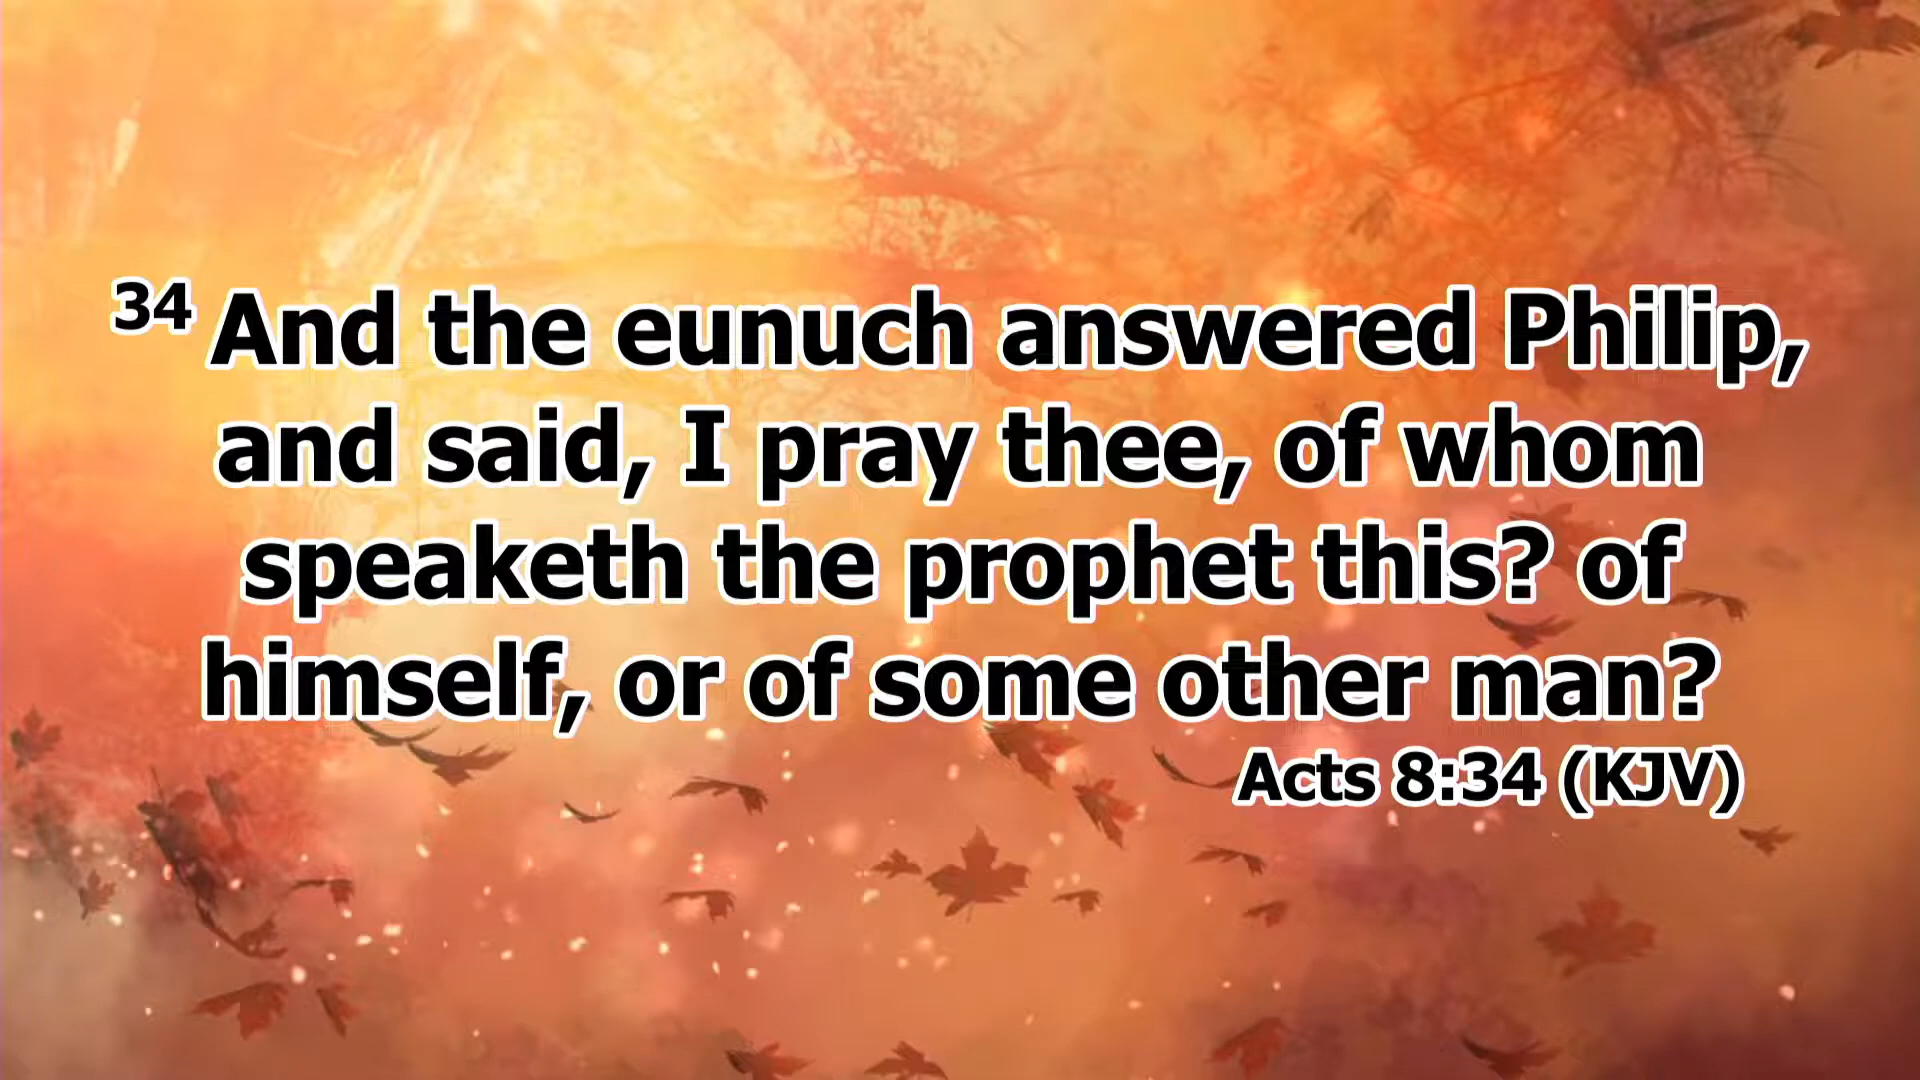 34 And the eunuch answered Philip,
and said, I pray thee, of whom
speaketh the prophet this? of
himself, or of some other man?
Acts 8:34 (KJV)